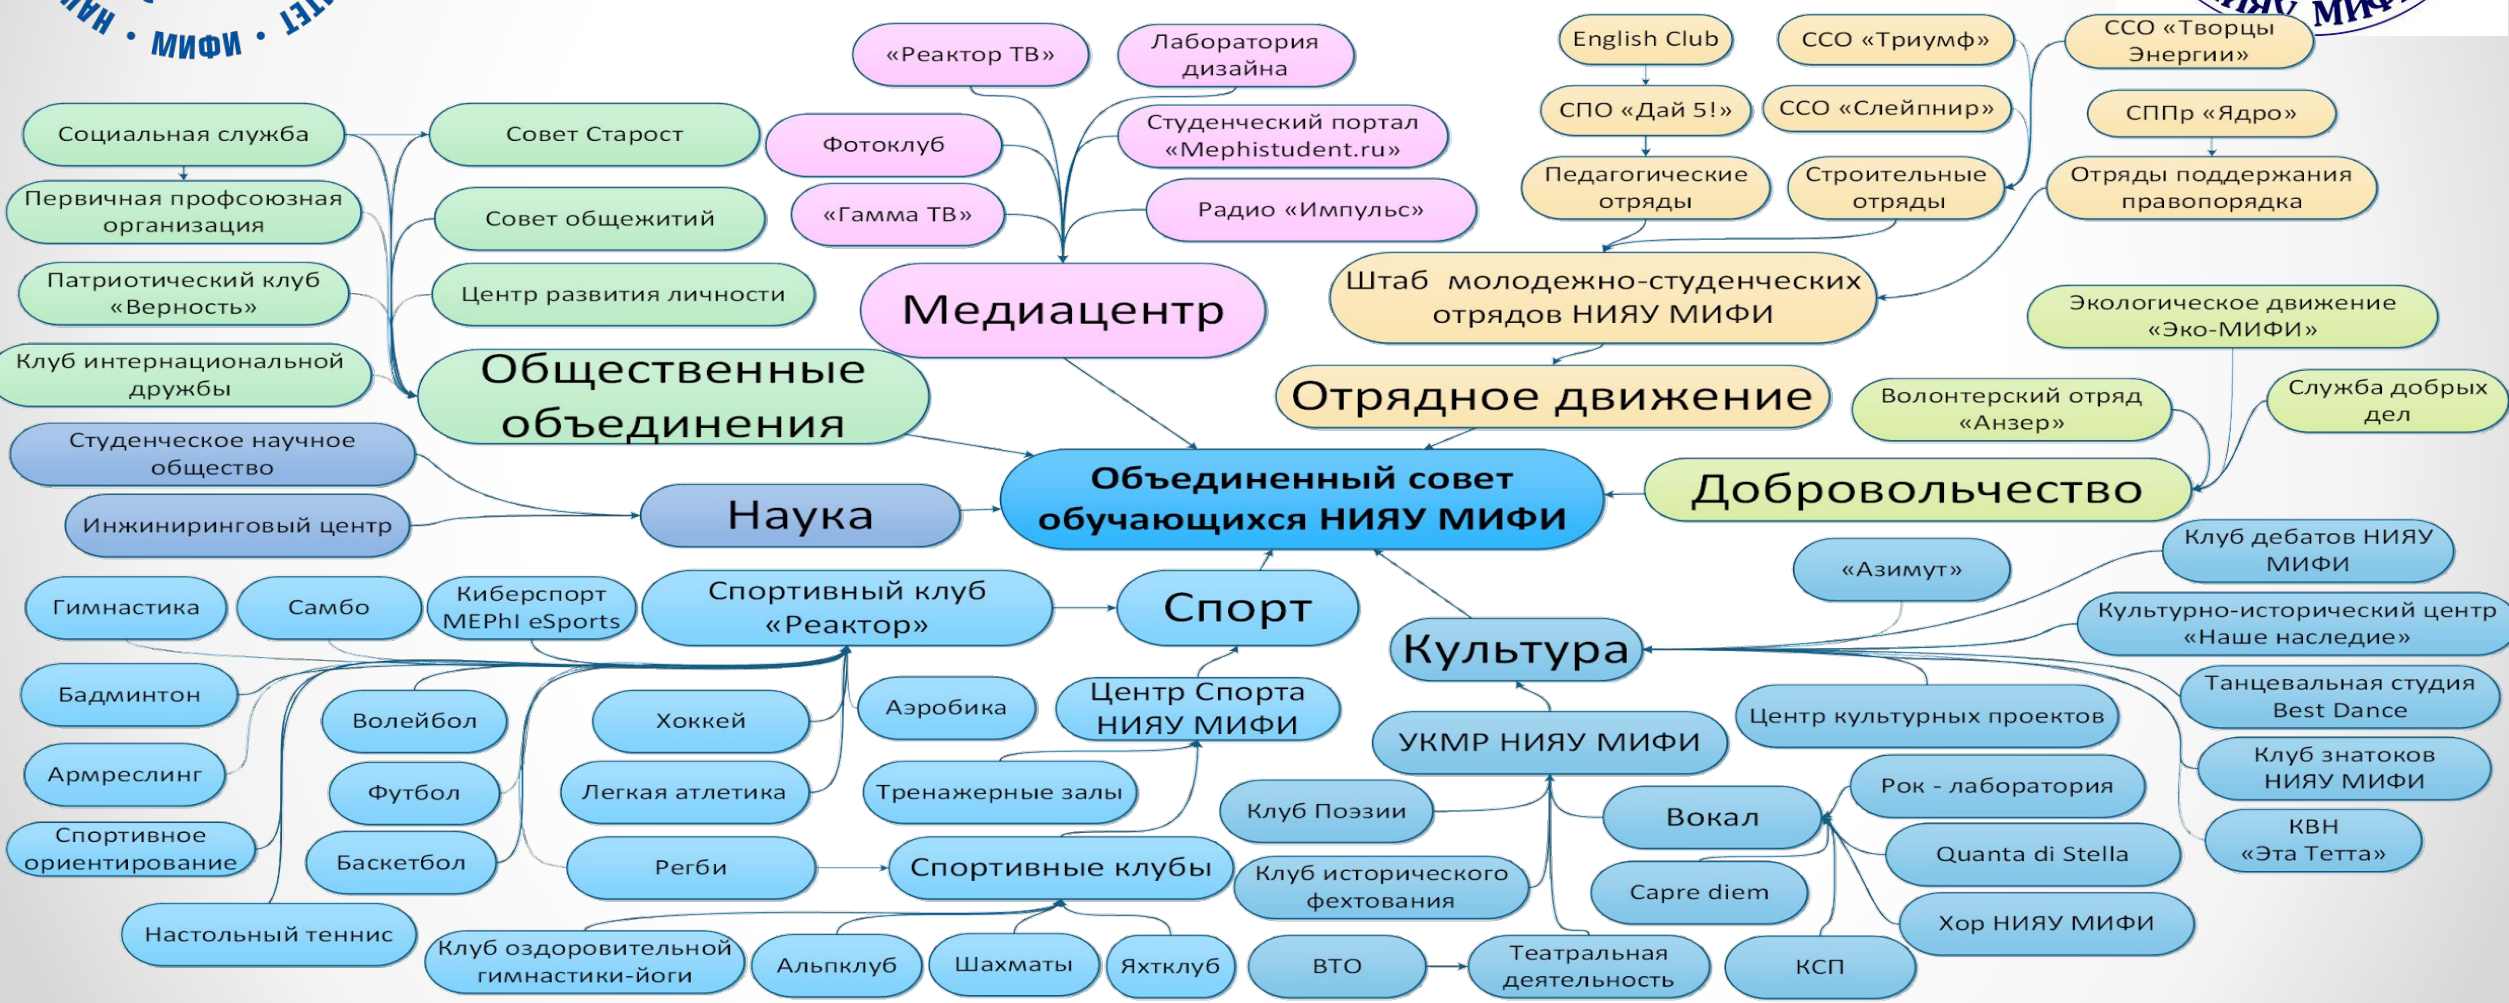 МИФИ
НИЯУ МИФИ
«Реактор ТВ»
Лаборатория
дизайна
Фотоклуб
Студенческий портал
«Mephistudent.ru»
«Гамма ТВ»
Радио «Импульс»
Медиацентр
English Club
ССО «Триумф»
ССО «Творцы
Энергии»
СПО «Дай 5!»
ССО «Слейпнир»
СППр «Ядро»
Педагогические
отряды
Строительные
отряды
Отряды поддержания
правопорядка
Штаб молодежно-студенческих
отрядов НИЯУ МИФИ
Отрядное движение
Социальная служба
Совет Старост
Первичная профсоюзная
организация
Совет общежитий
Патриотический клуб
«Верность»
Центр развития личности
Клуб интернациональной
дружбы
Общественные
объединения
Экологическое движение
«Эко-МИФИ»
Волонтерский отряд
«Анзер»
Служба добрых
дел
Добровольчество
Студенческое научное
общество
Инжиниринговый центр
Наука
Объединенный совет
обучающихся НИЯУ МИФИ
Гимнастика
Самбо
Киберспорт
MEPhI eSports
Спортивный клуб
«Реактор»
Спорт
Бадминтон
Волейбол
Хоккей
Аэробика
Центр Спорта
НИЯУ МИФИ
Армреслинг
Футбол
Легкая атлетика
Тренажерные залы
Спортивное
ориентирование
Баскетбол
Регби
Спортивные клубы
Настольный теннис
Клуб оздоровительной
гимнастики-йоги
Альпклуб
Шахматы
Яхтклуб
Культура
«Азимут»
Клуб дебатов НИЯУ
МИФИ
Культурно-исторический центр
«Наше наследие»
Танцевальная студия
Best Dance
Центр культурных проектов
Клуб знатоков
НИЯУ МИФИ
КВН
«Эта Тетта»
УКМР НИЯУ МИФИ
Клуб Поэзии
Вокал
Рок - лаборатория
Quanta di Stella
Клуб исторического
фехтования
Capre diem
Хор НИЯУ МИФИ
ВТО
Театральная
деятельность
КСП